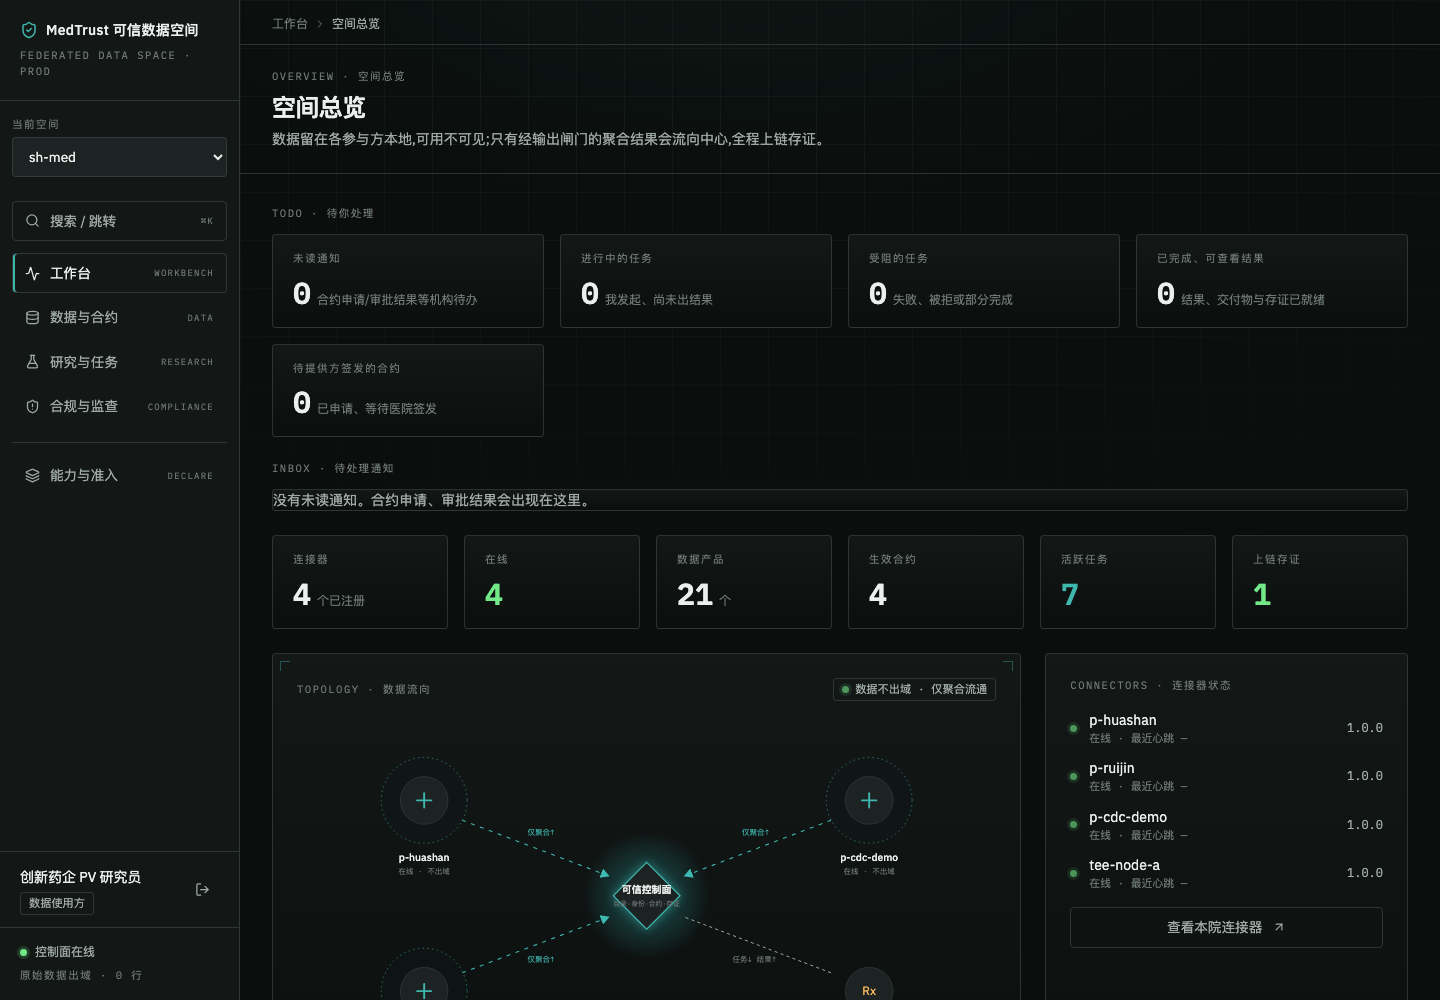 MedTrust 可信数据空间
FEDERATED DATA SPACE ·
PROD
当前空间
sh-med
搜索 / 跳转 ⌘K
工作台 WORKBENCH
数据与合约 DATA
研究与任务 RESEARCH
合规与监查 COMPLIANCE
能力与准入 DECLARE
创新药企 PV 研究员
数据使用方
控制面在线
原始数据出域 · 0 行
工作台 › 空间总览
OVERVIEW · 空间总览
空间总览
数据留在各参与方本地,可用不可见;只有经输出闸门的聚合结果会流向中心,全程上链存证。
TODO · 待你处理
未读通知
0 合约申请/审批结果等机构待办
进行中的任务
0 我发起、尚未出结果
受阻的任务
0 失败、被拒或部分完成
已完成、可查看结果
0 结果、交付物与存证已就绪
待提供方签发的合约
0 已申请、等待医院签发
INBOX · 待处理通知
没有未读通知。合约申请、审批结果会出现在这里。
连接器
4 个已注册
在线
4
数据产品
21 个
生效合约
4
活跃任务
7
上链存证
1
TOPOLOGY · 数据流向
数据不出域 · 仅聚合流通
p-huashan
在线 · 不出域
仅聚合↑
仅聚合↑
p-cdc-demo
在线 · 不出域
可信控制面
目录·身份·合约·存证
仅聚合↑
任务↓ 结果↑
Rx
CONNECTORS · 连接器状态
p-huashan 1.0.0
在线 · 最近心跳 —
p-ruijin 1.0.0
在线 · 最近心跳 —
p-cdc-demo 1.0.0
在线 · 最近心跳 —
tee-node-a 1.0.0
在线 · 最近心跳 —
查看本院连接器